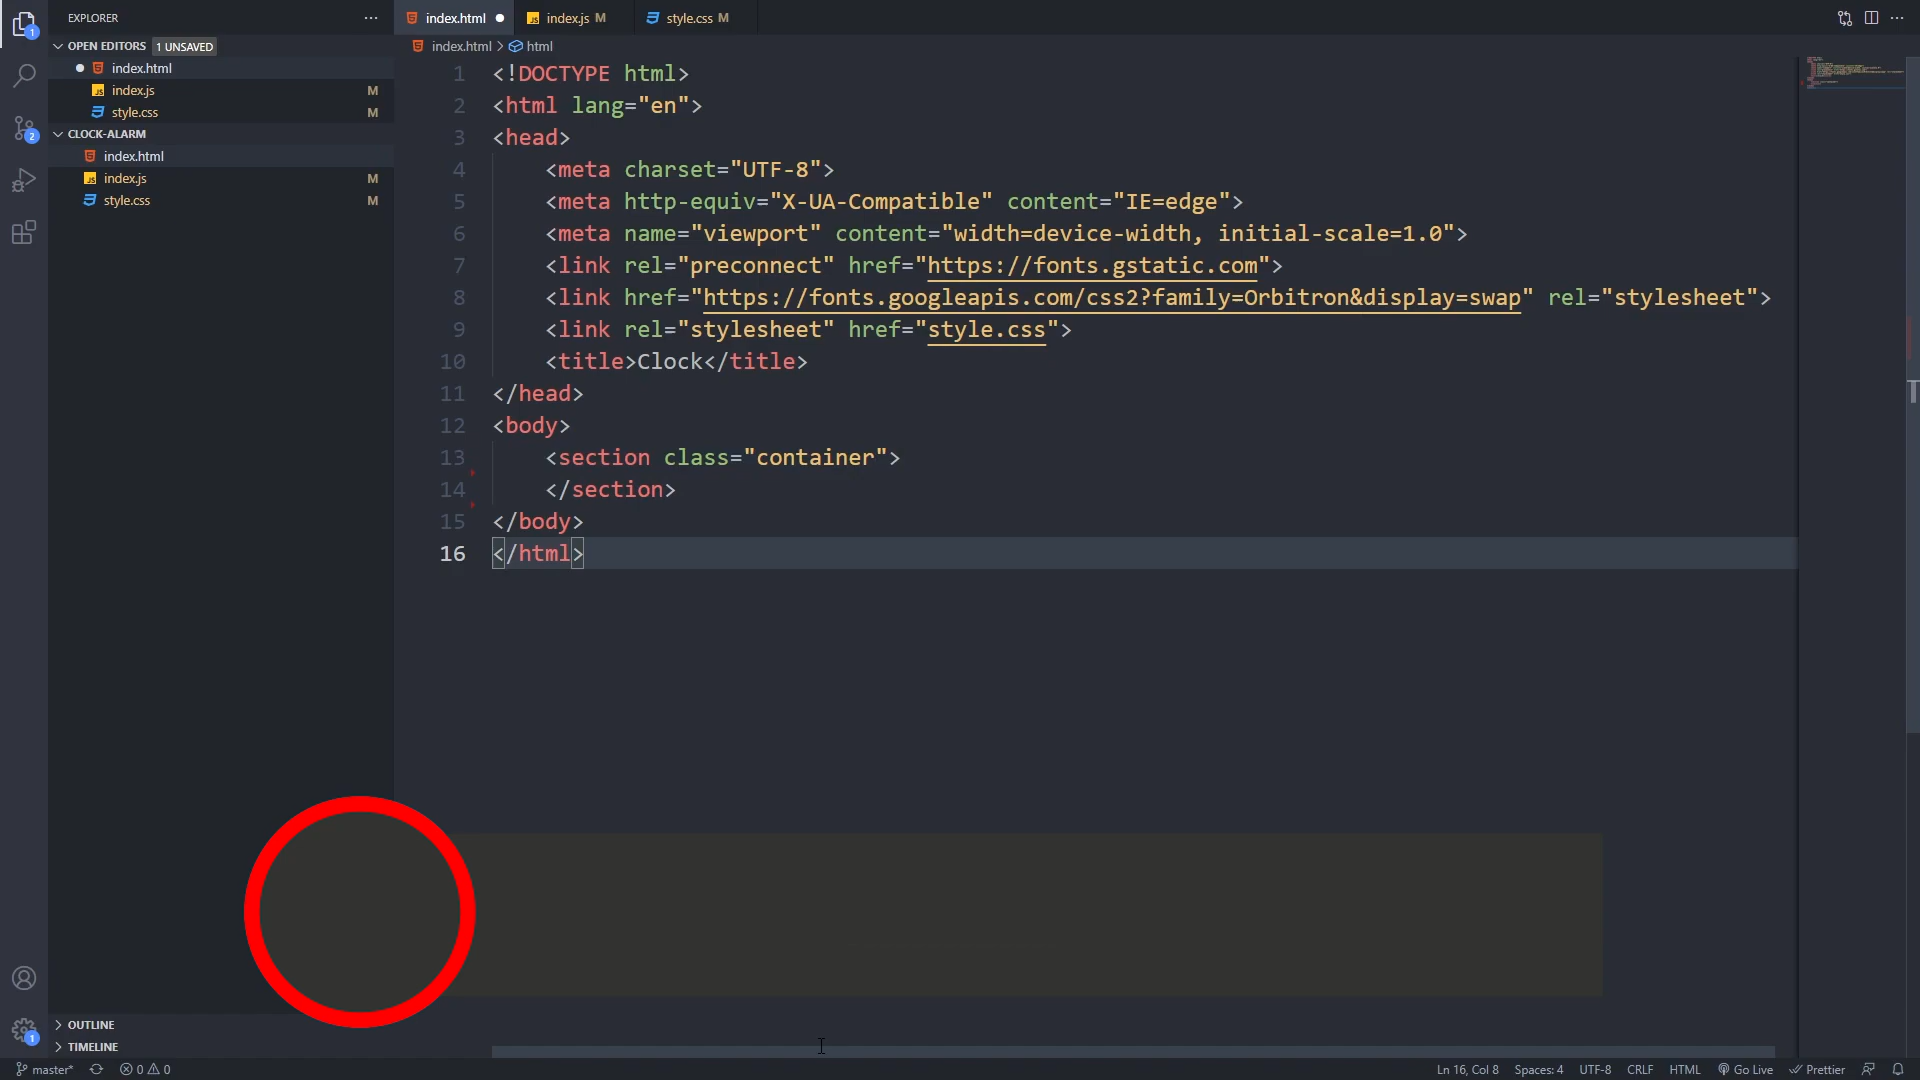 EXPLORER
OPEN EDITORS 1 UNSAVED
index.html
index.js M
style.css M
CLOCK-ALARM
index.html
index.js M
style.css M
index.html index.js M style.css M
index.html > html
1 <!DOCTYPE html>
2 <html lang="en">
3 <head>
4 <meta charset="UTF-8">
5 <meta http-equiv="X-UA-Compatible" content="IE=edge">
6 <meta name="viewport" content="width=device-width, initial-scale=1.0">
7 <link rel="preconnect" href="https://fonts.gstatic.com">
8 <link href="https://fonts.googleapis.com/css2?family=Orbitron&display=swap" rel="stylesheet">
9 <link rel="stylesheet" href="style.css">
10 <title>Clock</title>
11 </head>
12 <body>
13 <section class="container">
14 </section>
15 </body>
16 </html>
1
2
1
OUTLINE
TIMELINE
master* 0 0 Ln 16, Col 8 Spaces: 4 UTF-8 CRLF HTML Go Live Prettier